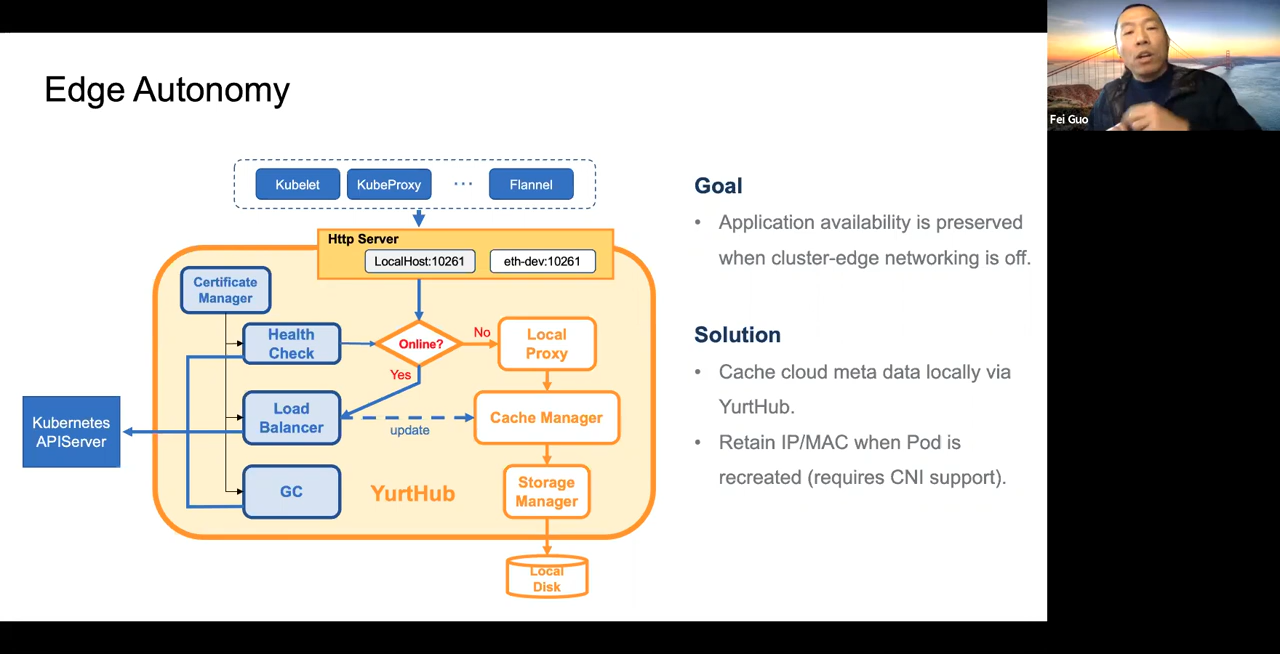 Edge Autonomy
Fei Guo
Kubelet
KubeProxy
...
Flannel
Http Server
LocalHost:10261
eth-dev:10261
Certificate
Manager
Health
Check
Online?
No
Yes
Local
Proxy
Kubernetes
APIServer
Load
Balancer
update
Cache Manager
GC
YurtHub
Storage
Manager
Local
Disk
Goal
• Application availability is preserved
when cluster-edge networking is off.
Solution
• Cache cloud meta data locally via
YurtHub.
• Retain IP/MAC when Pod is
recreated (requires CNI support).